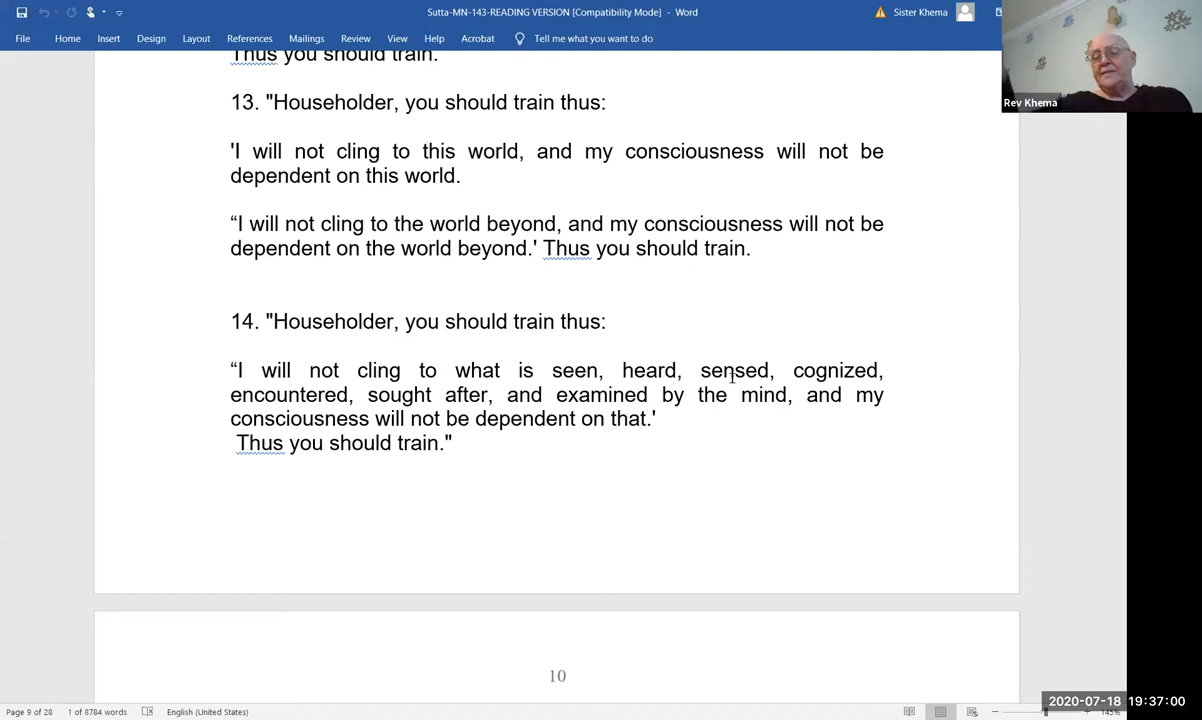 Sutta-MN-143-READING VERSION [Compatibility Mode] - Word
Sister Khema
File Home Insert Design Layout References Mailings Review View Help Acrobat Tell me what you want to do
Rev Khema
Thus you should train.
13. "Householder, you should train thus:
'I will not cling to this world, and my consciousness will not be
dependent on this world.
“I will not cling to the world beyond, and my consciousness will not be
dependent on the world beyond.' Thus you should train.
14. "Householder, you should train thus:
“I will not cling to what is seen, heard, sensed, cognized,
encountered, sought after, and examined by the mind, and my
consciousness will not be dependent on that.'
Thus you should train."
10
2020-07-18 19:37:00
Page 9 of 28 1 of 8784 words English (United States) 145%